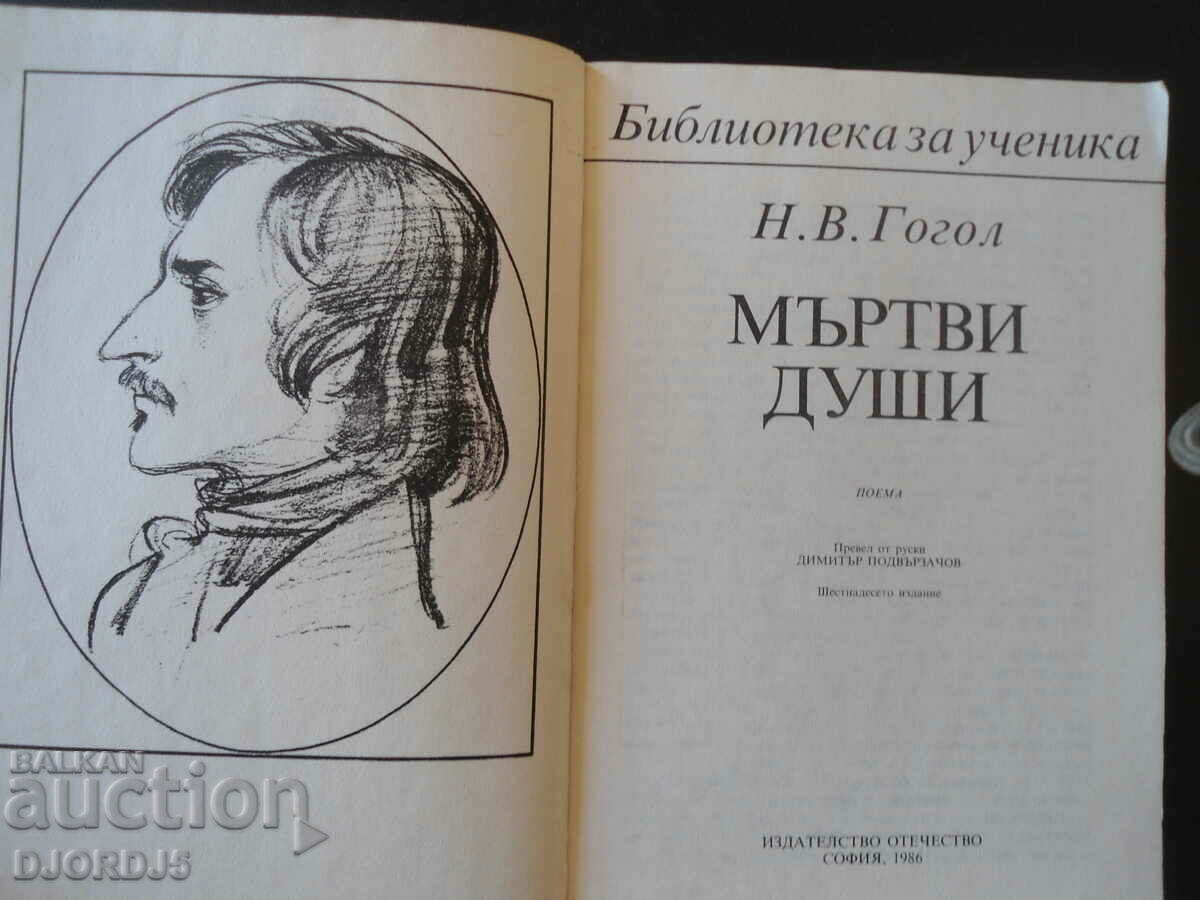 Библиотека за ученика
Н. В. Гогол
МЪРТВИ
ДУШИ
ПОЕМА
Превел от руски
ДИМИТЪР ПОДВЪРЗАЧОВ
Шестнадесето издание
ИЗДАТЕЛСТВО ОТЕЧЕСТВО
СОФИЯ, 1986
BALKAN
auction
DJORDJ5